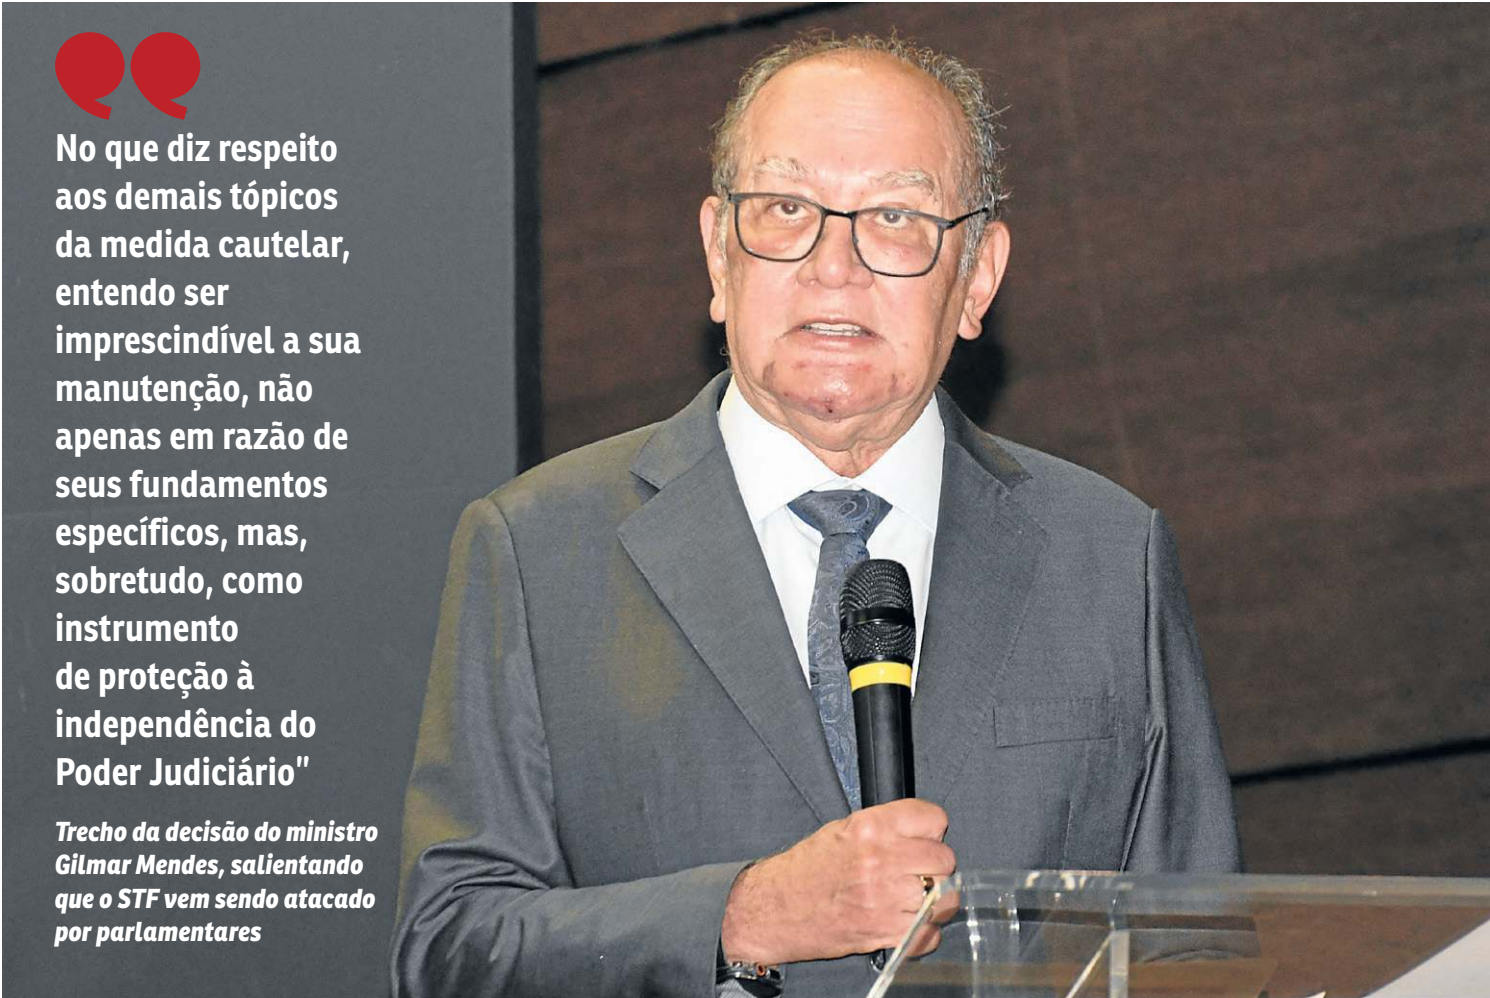 No que diz respeito
aos demais tópicos
da medida cautelar,
entendo ser
imprescindível a sua
manutenção, não
apenas em razão de
seus fundamentos
específicos, mas,
sobretudo, como
instrumento
de proteção à
independência do
Poder Judiciário”
Trecho da decisão do ministro
Gilmar Mendes, salientando
que o STF vem sendo atacado
por parlamentares